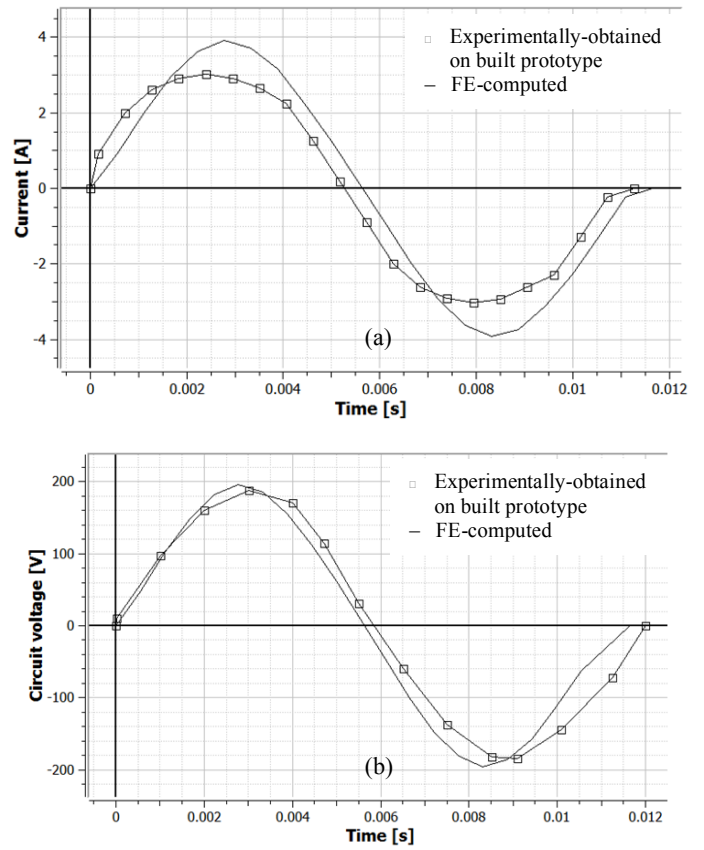 4
2
0
-2
-4
Current [A]
□ Experimentally-obtained
on built prototype
– FE-computed
(a)
0 0.002 0.004 0.006 0.008 0.01 0.012
Time [s]
200
100
0
-100
-200
Circuit voltage [V]
□ Experimentally-obtained
on built prototype
– FE-computed
(b)
0 0.002 0.004 0.006 0.008 0.01 0.012
Time [s]